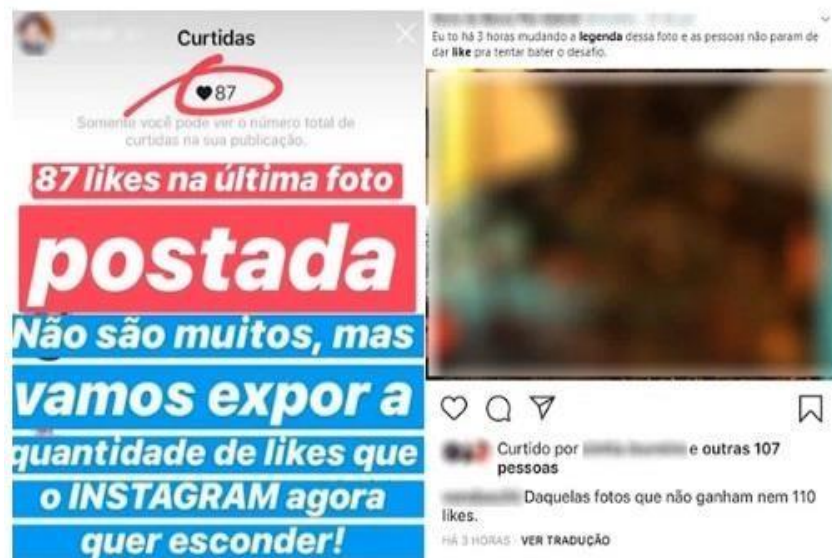 Curtidas
87
Somente você pode ver o número total de
curtidas na sua publicação.
87 likes na última foto
postada
Não são muitos, mas
vamos expor a
quantidade de likes que
o INSTAGRAM agora
quer esconder!
Eu to há 3 horas mudando a legenda dessa foto e as pessoas não param de
dar like pra tentar bater o desafio.
Curtido por e outras 107
pessoas
Daquelas fotos que não ganham nem 110
likes.
HÁ 3 HORAS · VER TRADUÇÃO